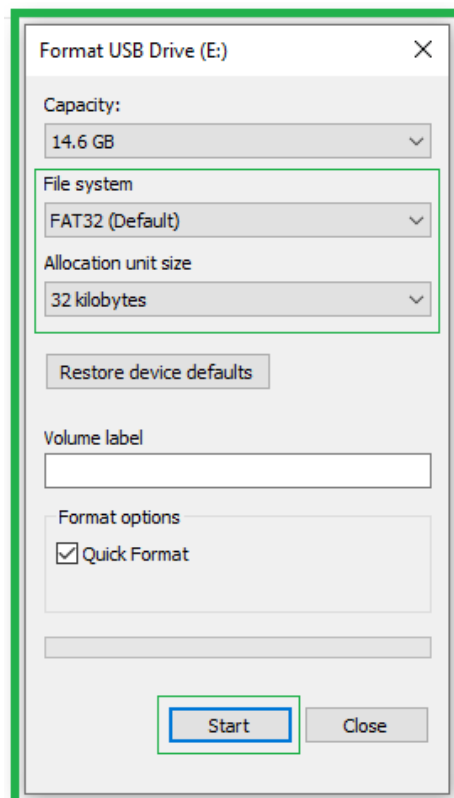 Format USB Drive (E:)
Capacity:
14.6 GB
File system
FAT32 (Default)
Allocation unit size
32 kilobytes
Restore device defaults
Volume label
Format options
Quick Format
Start Close